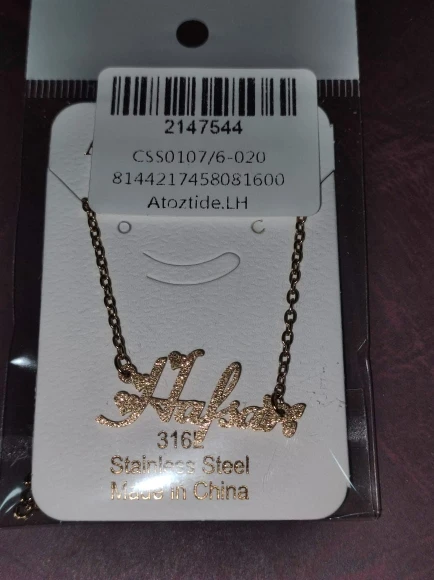 2147544
CSS0107/6-020
8144217458081600
Atoztide.LH
Hafsa
316L
Stainless Steel
Made in China